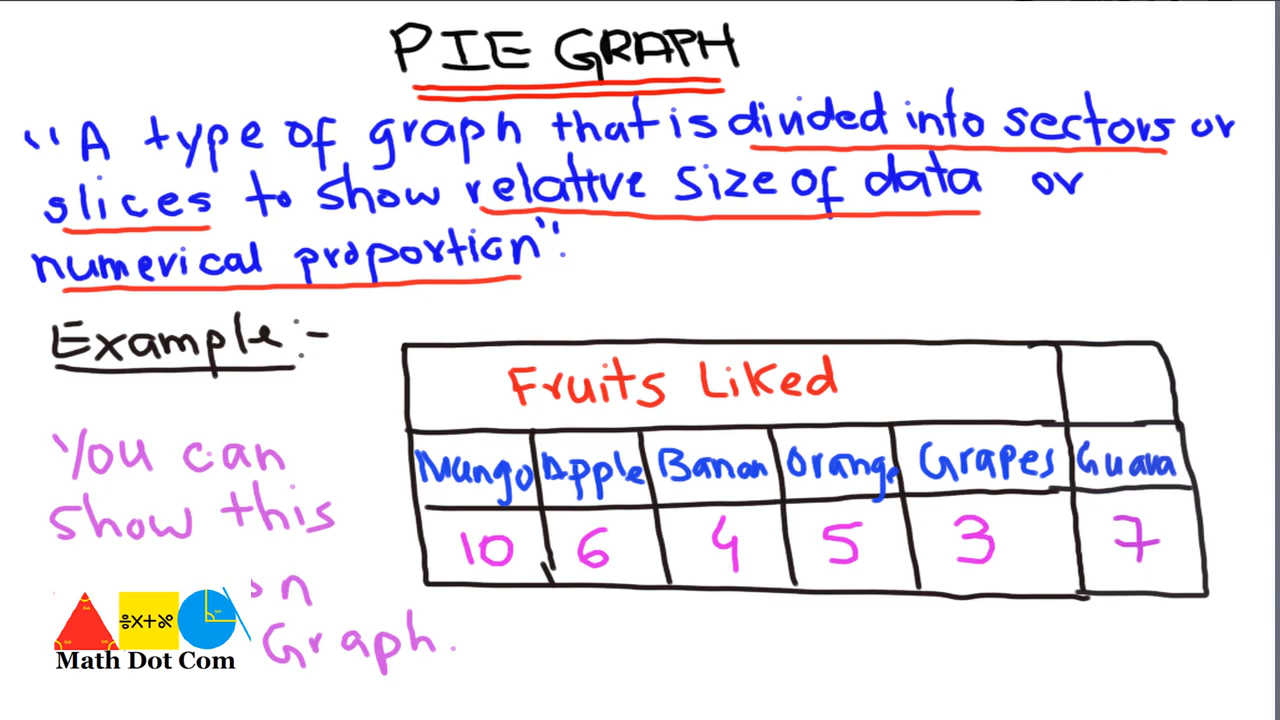 PIE GRAPH
"A type of graph that is divided into sectors or
slices to show relative size of data or
numerical proportion".
Example:-
Fruits Liked
Mango Apple Banan Orange Grapes Guava
10 6 4 5 3 7
You can
show this
on
Graph.
÷x+%
Math Dot Com